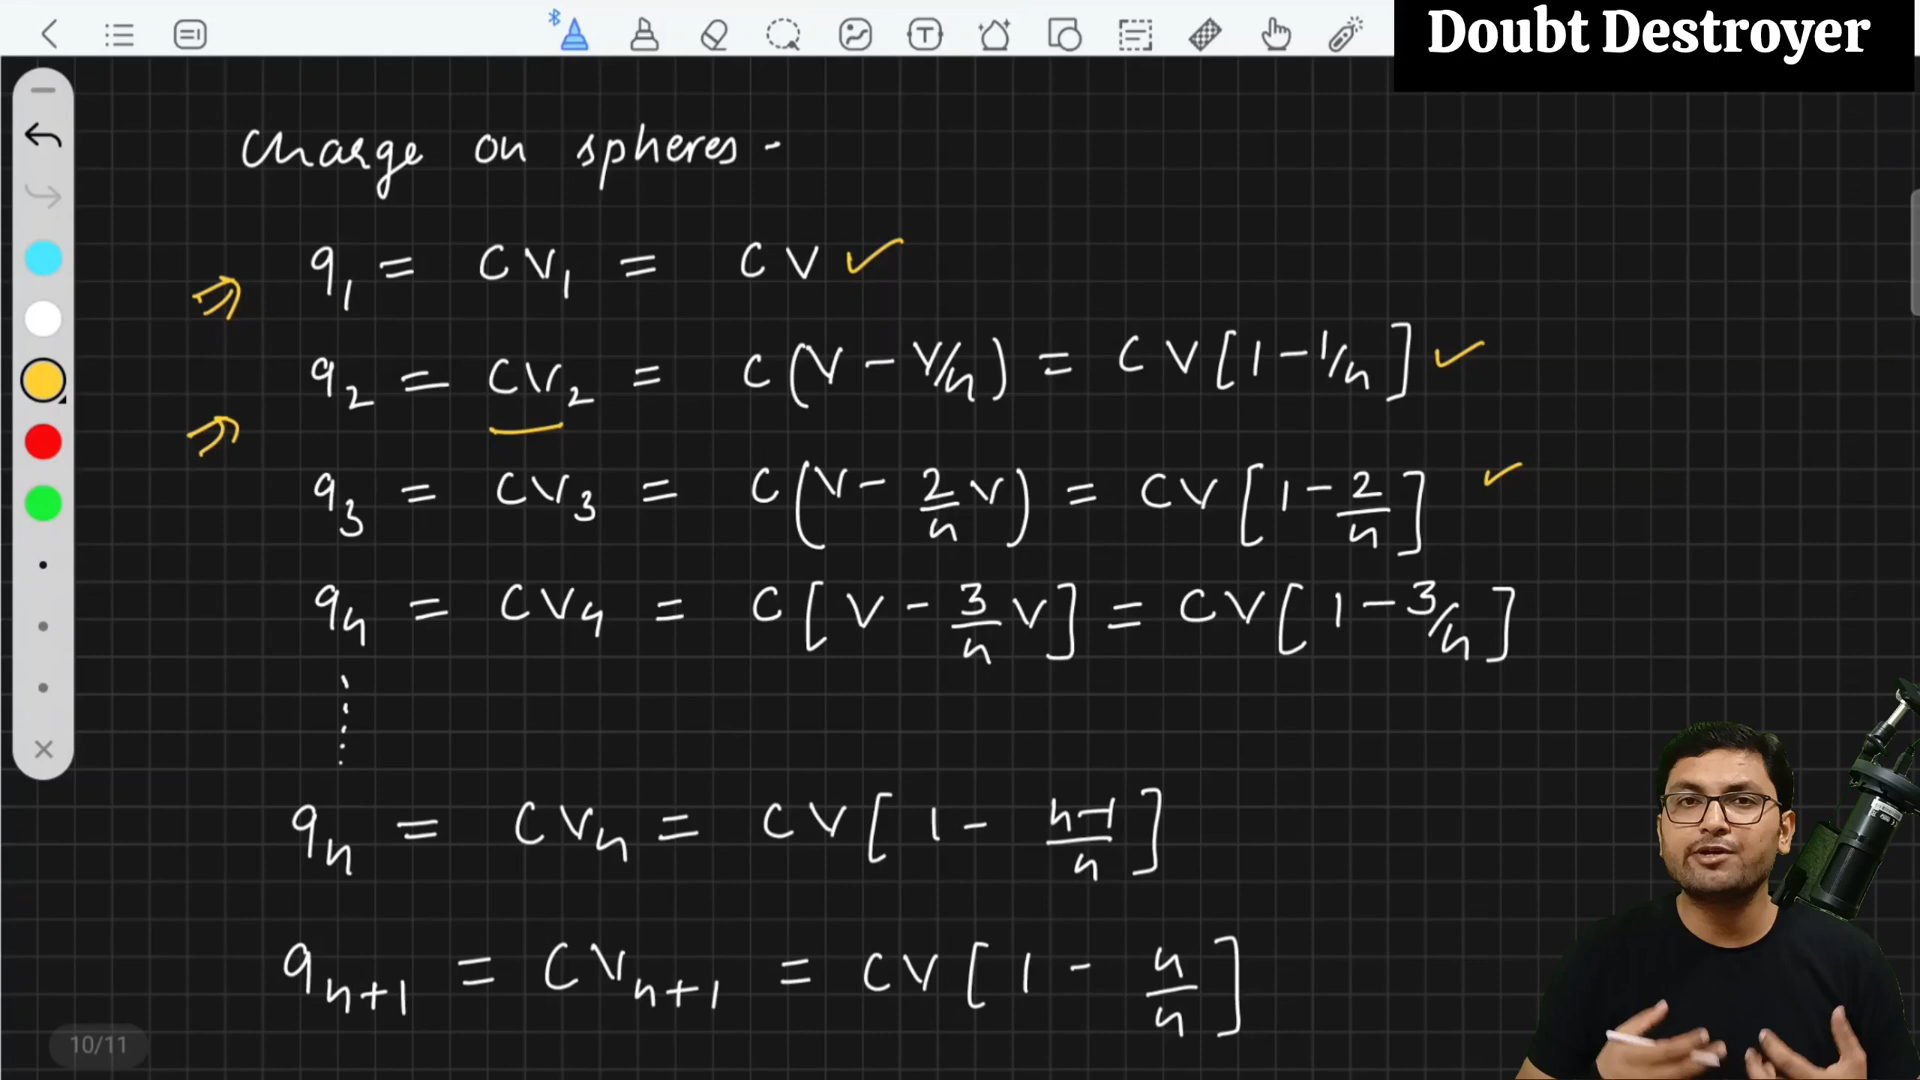 Doubt Destroyer
Charge on spheres -
q₁ = CV₁ = CV ✓
q₂ = CV₂ = C(V - V/n) = CV[1 - 1/n] ✓
q₃ = CV₃ = C(V - 2/n V) = CV[1 - 2/n] ✓
q₄ = CV₄ = C[V - 3/n V] = CV[1 - 3/n]
qₙ = CVₙ = CV[1 - n-1/n]
qₙ₊₁ = CVₙ₊₁ = CV[1 - n/n]
10/11